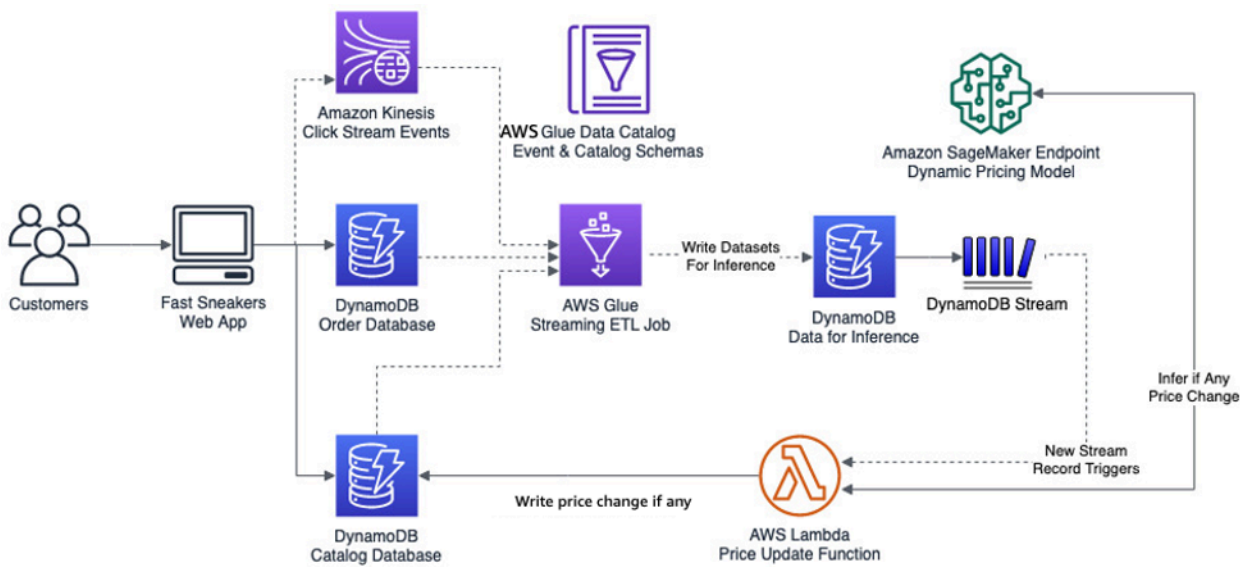 Amazon Kinesis
Click Stream Events
AWS Glue Data Catalog
Event & Catalog Schemas
Amazon SageMaker Endpoint
Dynamic Pricing Model
Customers
Fast Sneakers
Web App
DynamoDB
Order Database
AWS Glue
Streaming ETL Job
Write Datasets
For Inference
DynamoDB
Data for Inference
DynamoDB Stream
Infer if Any
Price Change
New Stream
Record Triggers
Write price change if any
DynamoDB
Catalog Database
AWS Lambda
Price Update Function